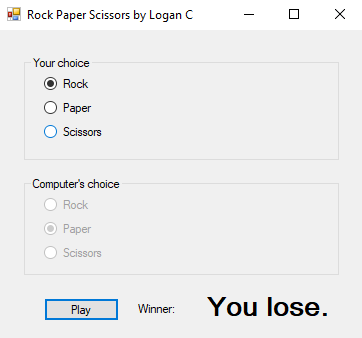 Rock Paper Scissors by Logan C
Your choice
Rock
Paper
Scissors
Computer's choice
Rock
Paper
Scissors
Play Winner: You lose.